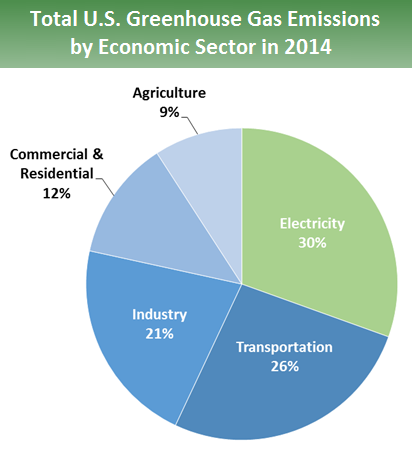 Total U.S. Greenhouse Gas Emissions
by Economic Sector in 2014
Agriculture
9%
Commercial &
Residential
12%
Electricity
30%
Industry
21%
Transportation
26%